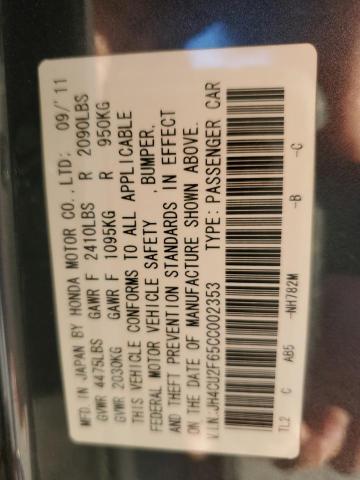 MFD. IN JAPAN BY HONDA MOTOR CO., LTD: 09/'11
GVWR 4475LBS GAWR F 2410LBS R 2090LBS
GVWR 2030KG GAWR F 1095KG R 950KG
THIS VEHICLE CONFORMS TO ALL APPLICABLE
FEDERAL MOTOR VEHICLE SAFETY , BUMPER,
AND THEFT PREVENTION STANDARDS IN EFFECT
ON THE DATE OF MANUFACTURE SHOWN ABOVE.
V.I.N.:JH4CU2F65CC002353 TYPE: PASSENGER CAR
TL2 C AB5 -NH782M -B -C